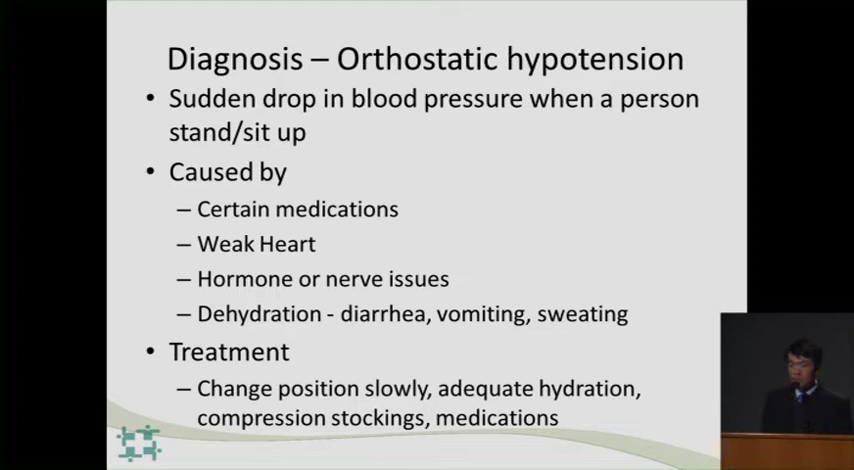 Diagnosis – Orthostatic hypotension
• Sudden drop in blood pressure when a person
stand/sit up
• Caused by
– Certain medications
– Weak Heart
– Hormone or nerve issues
– Dehydration - diarrhea, vomiting, sweating
• Treatment
– Change position slowly, adequate hydration,
compression stockings, medications